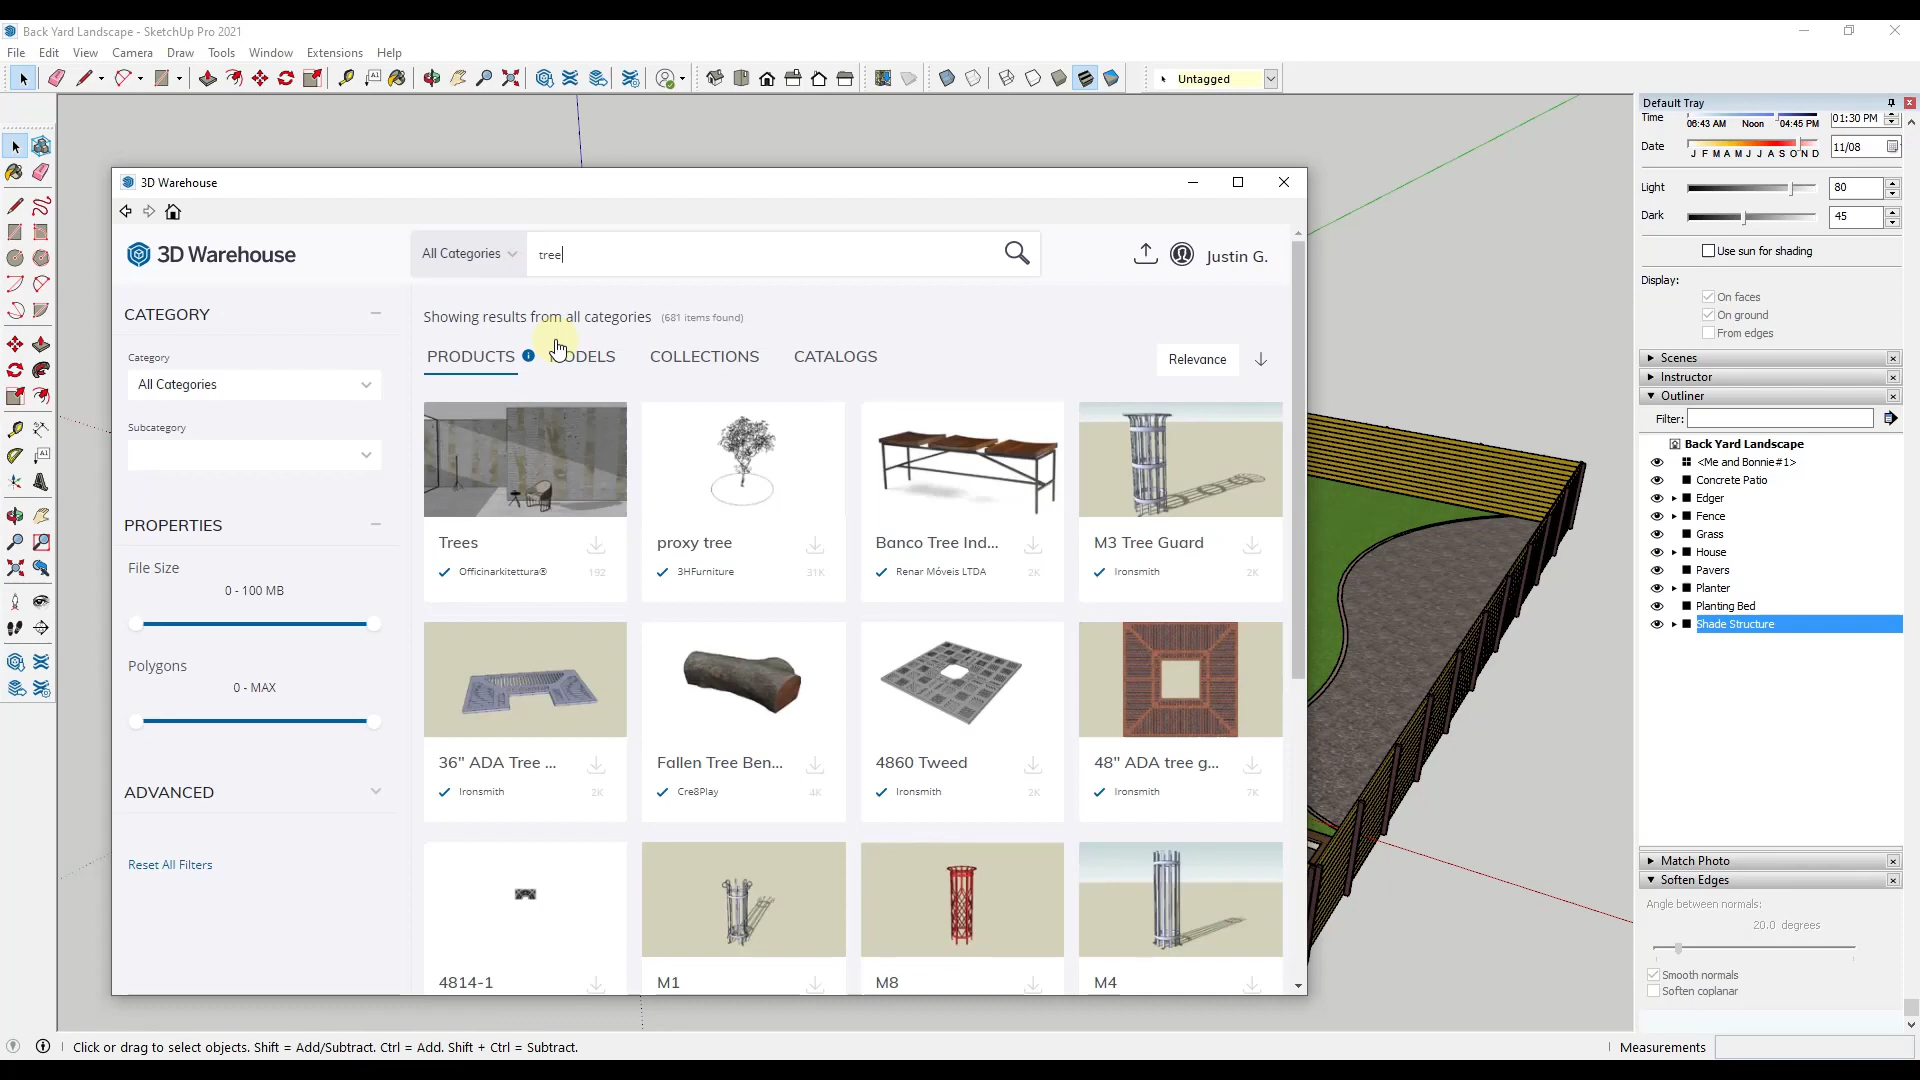 Back Yard Landscape - SketchUp Pro 2021
File Edit View Camera Draw Tools Window Extensions Help
Untagged
Default Tray
Time 06:43 AM Noon 04:45 PM 01:30 PM
Date J F M A M J J A S O N D 11/08
Light 80
Dark 45
Use sun for shading
Display:
On faces
On ground
From edges
Scenes
Instructor
Outliner
Filter:
Back Yard Landscape
<Me and Bonnie#1>
Concrete Patio
Edger
Fence
Grass
House
Pavers
Planter
Planting Bed
Shade Structure
Match Photo
Soften Edges
Angle between normals:
20.0 degrees
Smooth normals
Soften coplanar
3D Warehouse
3D Warehouse
All Categories tree
Justin G.
CATEGORY
Category
All Categories
Subcategory
PROPERTIES
File Size
0 - 100 MB
Polygons
0 - MAX
ADVANCED
Reset All Filters
Showing results from all categories (681 items found)
PRODUCTS MODELS COLLECTIONS CATALOGS
Relevance
Trees
Officinarkitettura® 192
proxy tree
3HFurniture 31K
Banco Tree Ind...
Renar Móveis LTDA 2K
M3 Tree Guard
Ironsmith 2K
36" ADA Tree ...
Ironsmith 2K
Fallen Tree Ben...
Cre8Play 4K
4860 Tweed
Ironsmith 2K
48" ADA tree g...
Ironsmith 7K
4814-1
M1
M8
M4
Click or drag to select objects. Shift = Add/Subtract. Ctrl = Add. Shift + Ctrl = Subtract.
Measurements